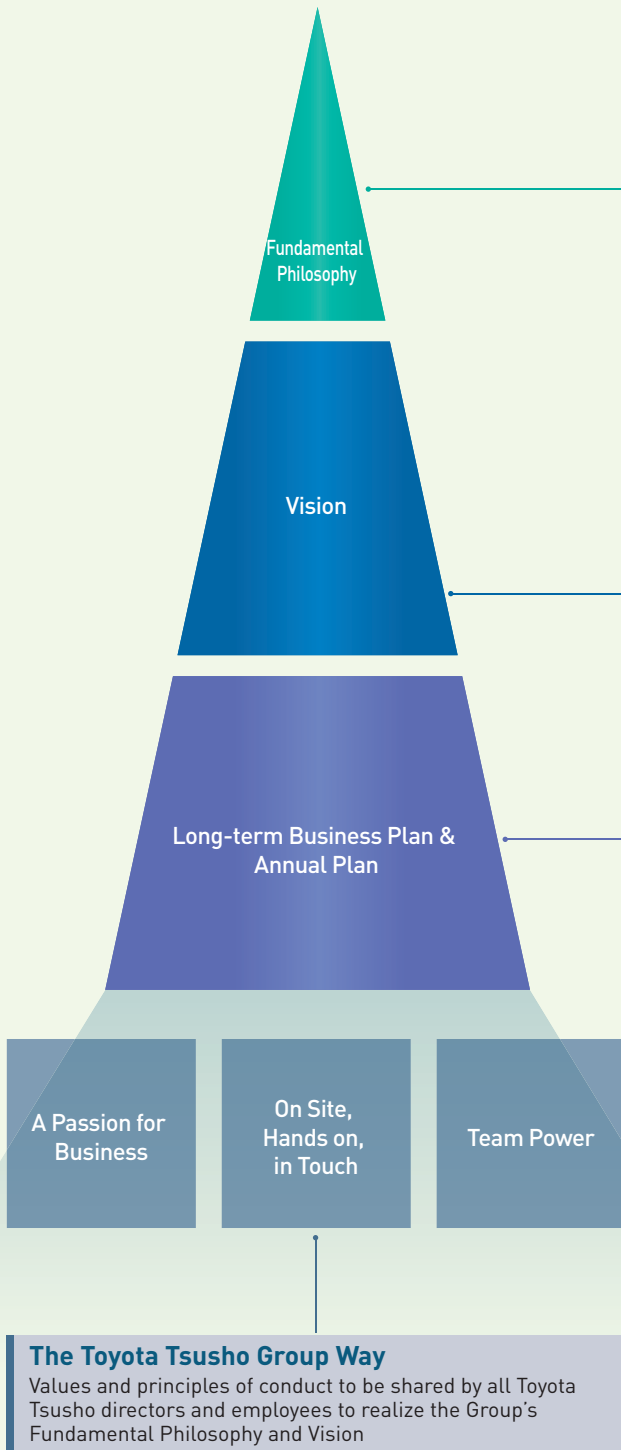 Fundamental
Philosophy
Vision
Long-term Business Plan &
Annual Plan
A Passion for
Business
On Site,
Hands on,
in Touch
Team Power
The Toyota Tsusho Group Way
Values and principles of conduct to be shared by all Toyota
Tsusho directors and employees to realize the Group's
Fundamental Philosophy and Vision